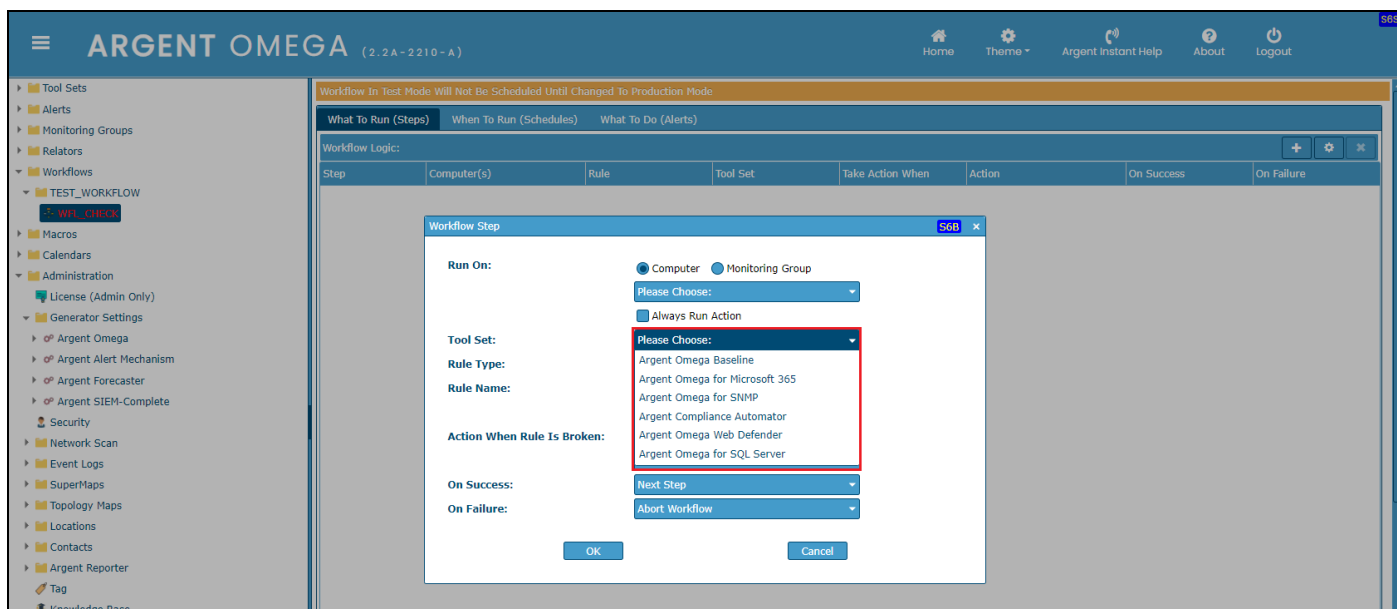 S6S
ARGENT OMEGA (2.2A-2210-A)
Home
Theme
Argent Instant Help
About
Logout
Tool Sets
Alerts
Monitoring Groups
Relators
Workflows
TEST_WORKFLOW
WFL_CHECK
Macros
Calendars
Administration
License (Admin Only)
Generator Settings
Argent Omega
Argent Alert Mechanism
Argent Forecaster
Argent SIEM-Complete
Security
Network Scan
Event Logs
SuperMaps
Topology Maps
Locations
Contacts
Argent Reporter
Tag
Knowledge Base
Workflow In Test Mode Will Not Be Scheduled Until Changed To Production Mode
What To Run (Steps) When To Run (Schedules) What To Do (Alerts)
Workflow Logic:
Step Computer(s) Rule Tool Set Take Action When Action On Success On Failure
Workflow Step S6B ×
Run On: Computer Monitoring Group
Please Choose:
Always Run Action
Tool Set: Please Choose:
Argent Omega Baseline
Rule Type:
Argent Omega for Microsoft 365
Rule Name:
Argent Omega for SNMP
Argent Compliance Automator
Action When Rule Is Broken: Argent Omega Web Defender
Argent Omega for SQL Server
On Success: Next Step
On Failure: Abort Workflow
OK Cancel